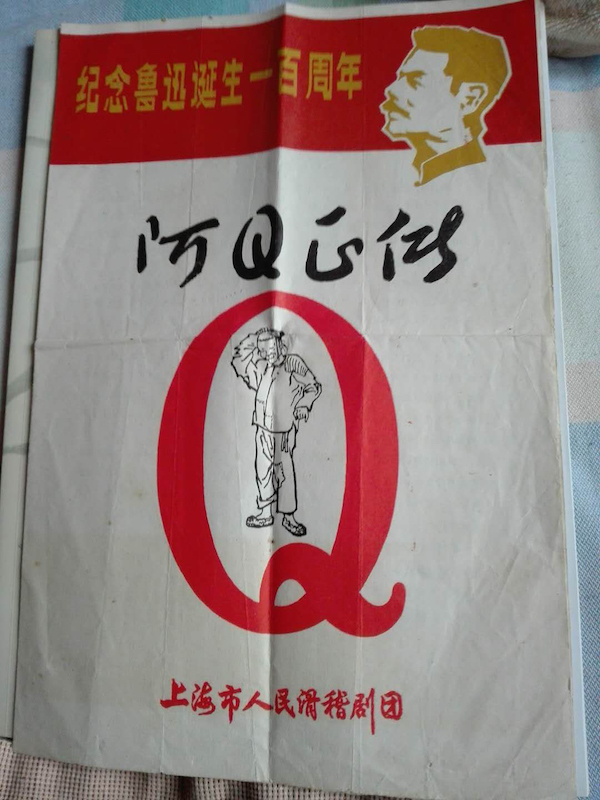 纪念鲁迅诞生一百周年
阿Q正传
Q
上海市人民滑稽剧团